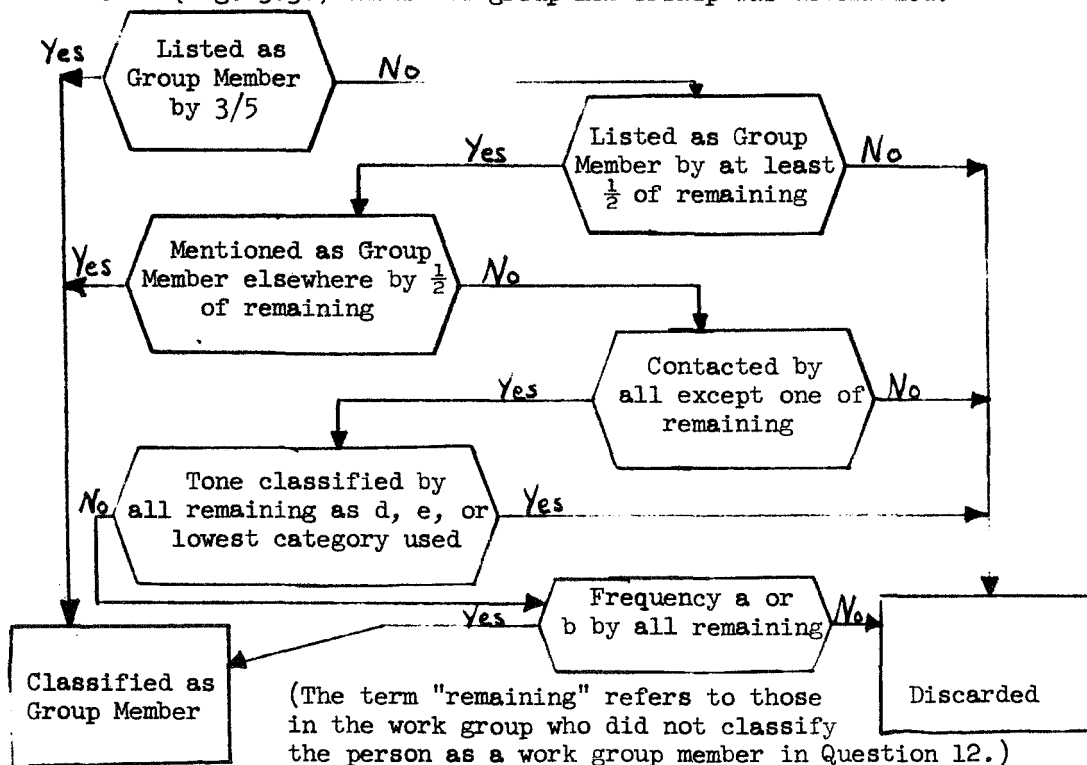 Yes
Listed as
Group Member
by 3/5
No
Listed as Group
Member by at least
½ of remaining
Yes
No
Mentioned as Group
Member elsewhere by ½
of remaining
Yes
No
Contacted by
all except one of
remaining
Yes
No
Tone classified by
all remaining as d, e, or
lowest category used
No
Yes
Frequency a or
b by all remaining
Yes
No
Classified as
Group Member
Discarded
(The term "remaining" refers to those
in the work group who did not classify
the person as a work group member in Question 12.)